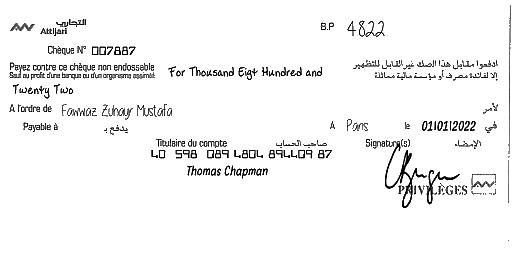 التجاري
Attijari
B.P 4822
Chèque N° 007887
Payez contre ce chèque non endossable
ادفعوا مقابل هذا الصك غير القابل للتظهير
Sauf au profit d'une banque ou d'un organisme assimilé
For Thousand Eigt Hundred and
إلا لفائدة مصرف أو مؤسسة مالية مماثلة
Twenty Two
A l'ordre de Fawwaz Zuhayr Mustafa
لأمر
Payable à يدفع بـ
A Paris le 01/01/2022 في
Titulaire du compte صاحب الحساب
Signature(s) الإمضاء
40 598 089 4804 894409 87
Thomas Chapman
PRIVILÈGES